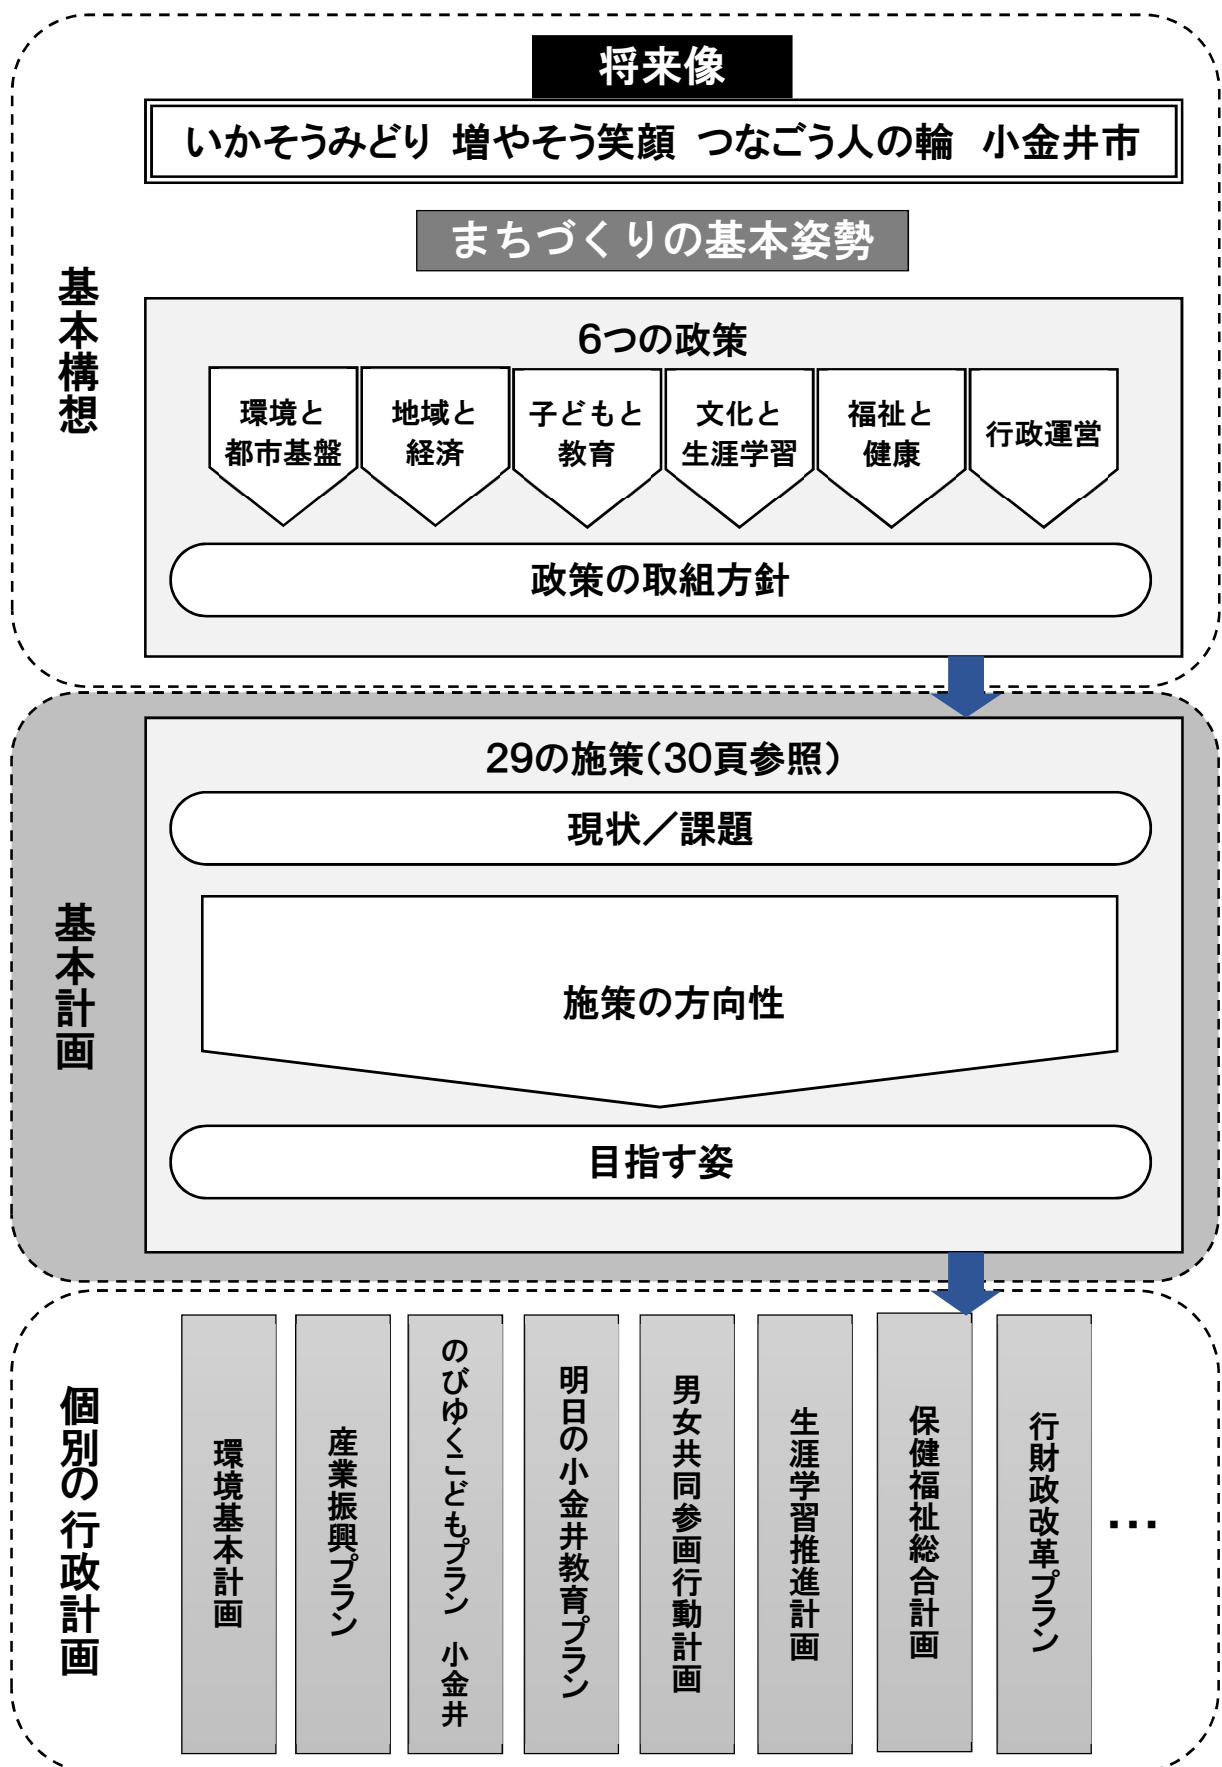 将来像
いかそうみどり 増やそう笑顔 つなごう人の輪 小金井市
まちづくりの基本姿勢
基本構想
6つの政策
環境と
都市基盤
地域と
経済
子どもと
教育
文化と
生涯学習
福祉と
健康
行政運営
政策の取組方針
基本計画
29の施策(30頁参照)
現状/課題
施策の方向性
目指す姿
個別の行政計画
環境基本計画
産業振興プラン
のびゆくこどもプラン 小金井
明日の小金井教育プラン
男女共同参画行動計画
生涯学習推進計画
保健福祉総合計画
行財政改革プラン
…